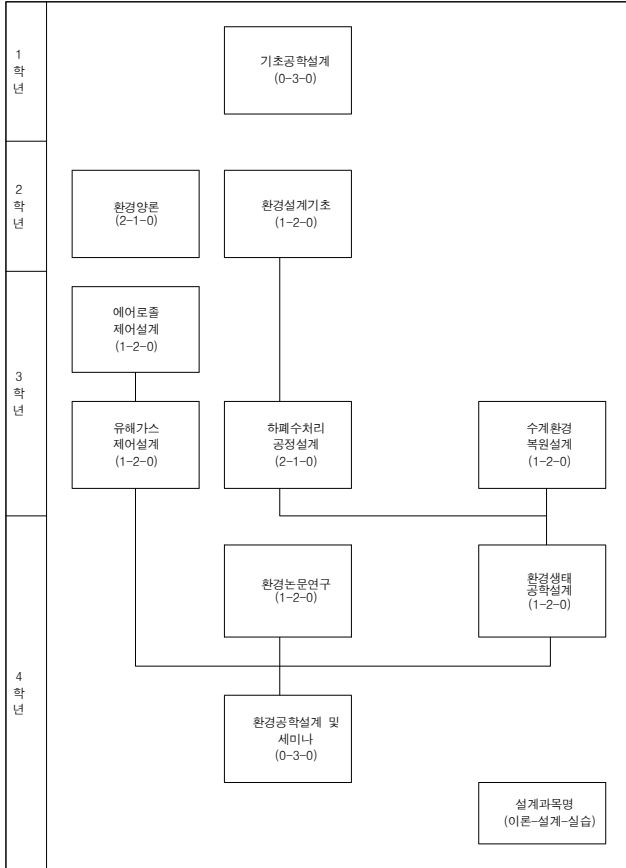 1
학
년
기초공학설계
(0-3-0)
2
학
년
환경양론
(2-1-0)
환경설계기초
(1-2-0)
3
학
년
에어로졸
제어설계
(1-2-0)
유해가스
제어설계
(1-2-0)
하폐수처리
공정설계
(2-1-0)
수계환경
복원설계
(1-2-0)
4
학
년
환경논문연구
(1-2-0)
환경생태
공학설계
(1-2-0)
환경공학설계 및
세미나
(0-3-0)
설계과목명
(이론-설계-실습)